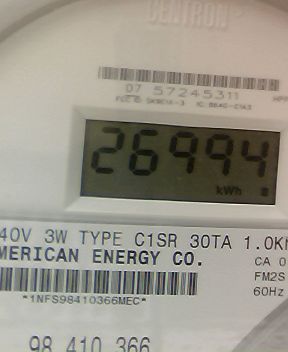 CENTRON
07 57245311
26994
kWh
40V 3W TYPE C1SR 30TA 1.0Kh
MERICAN ENERGY CO.
CA 0
FM2S
60Hz
*1NFS98410366MEC*
98 410 366